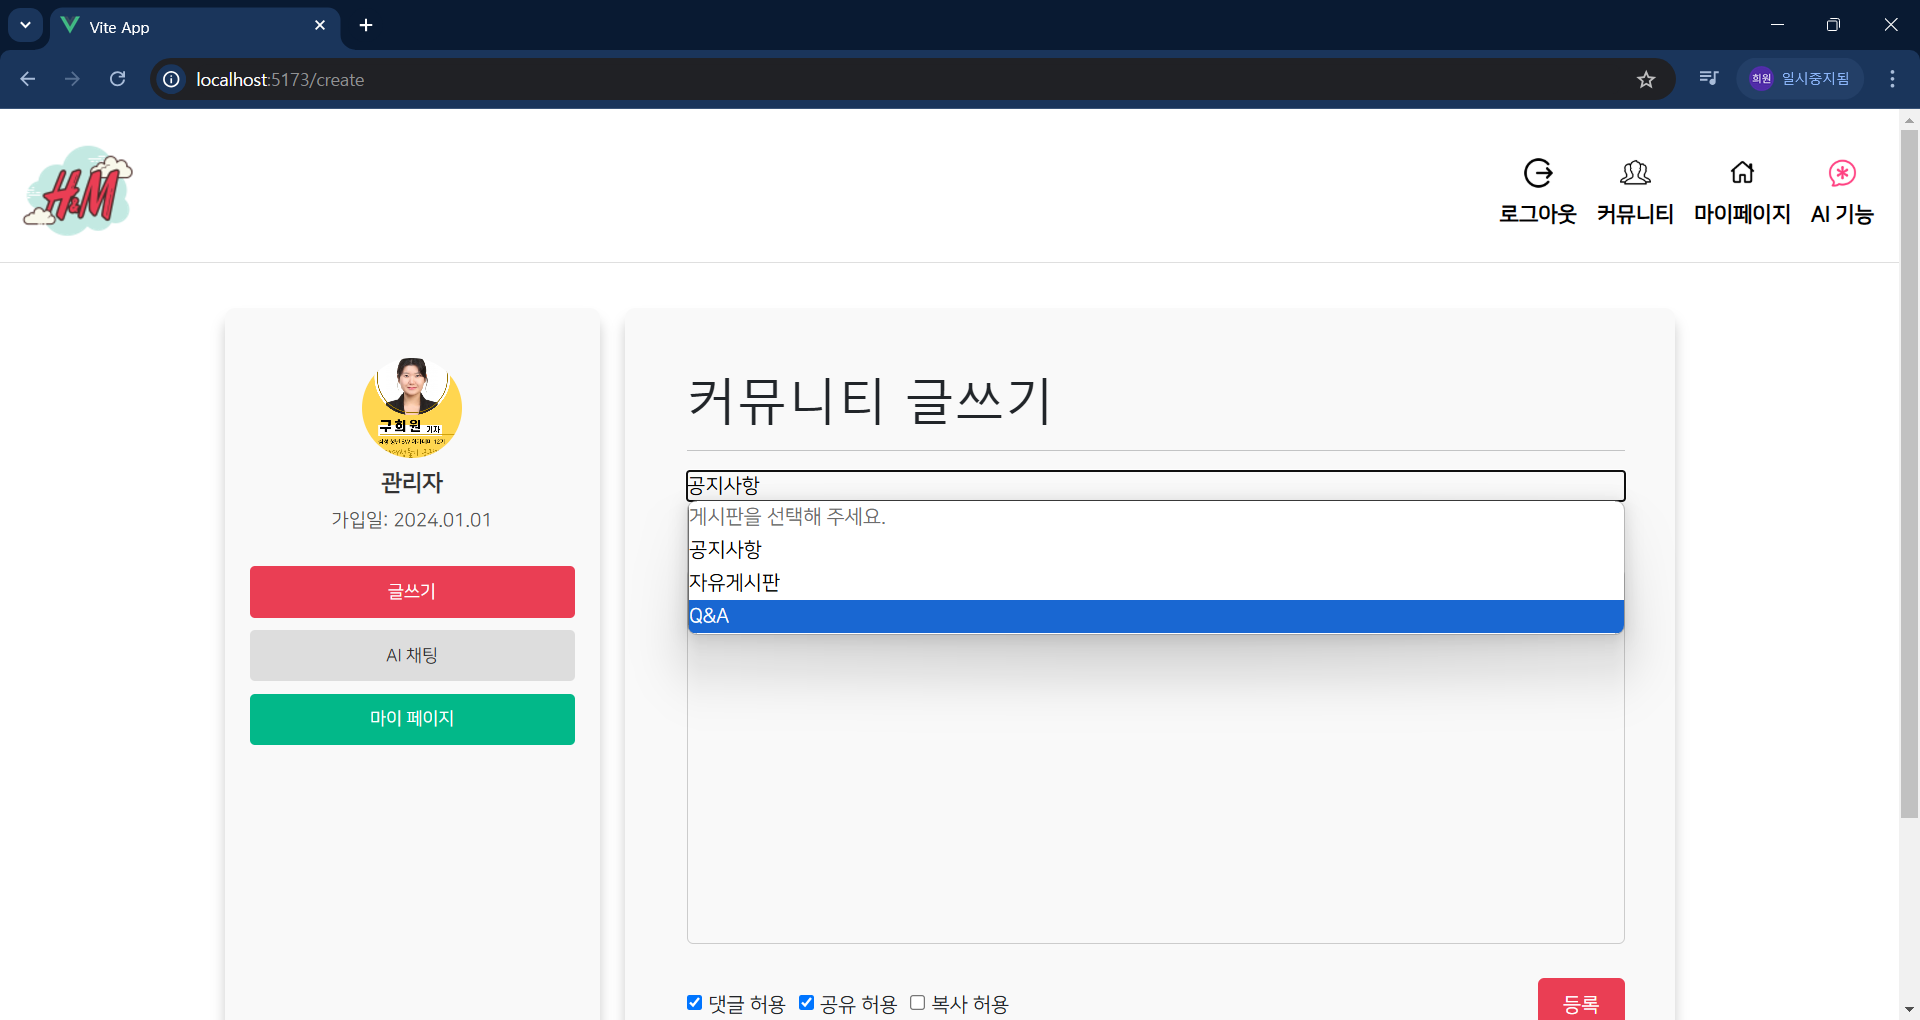 Vite App
localhost:5173/create
희원 일시중지됨
H&M
로그아웃 커뮤니티 마이페이지 AI 기능
구희원 기자
관리자
가입일: 2024.01.01
글쓰기
AI 채팅
마이 페이지
커뮤니티 글쓰기
공지사항
게시판을 선택해 주세요.
공지사항
자유게시판
Q&A
댓글 허용 공유 허용 복사 허용
등록